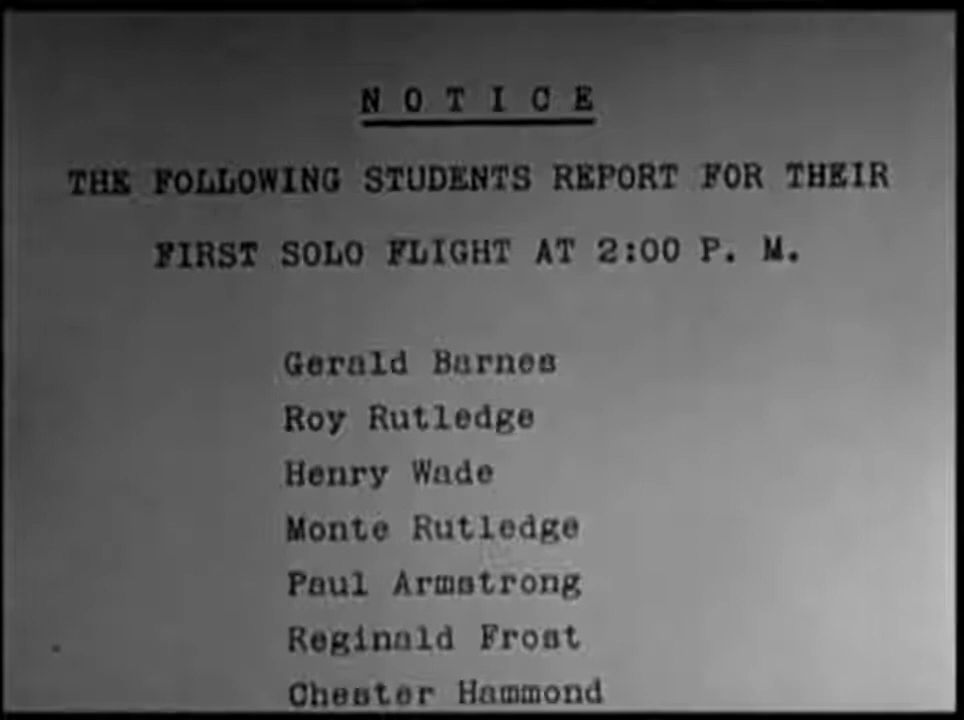 N O T I C E
THE FOLLOWING STUDENTS REPORT FOR THEIR
FIRST SOLO FLIGHT AT 2:00 P. M.
Gerald Barnes
Roy Rutledge
Henry Wade
Monte Rutledge
Paul Armstrong
Reginald Frost
Chester Hammond